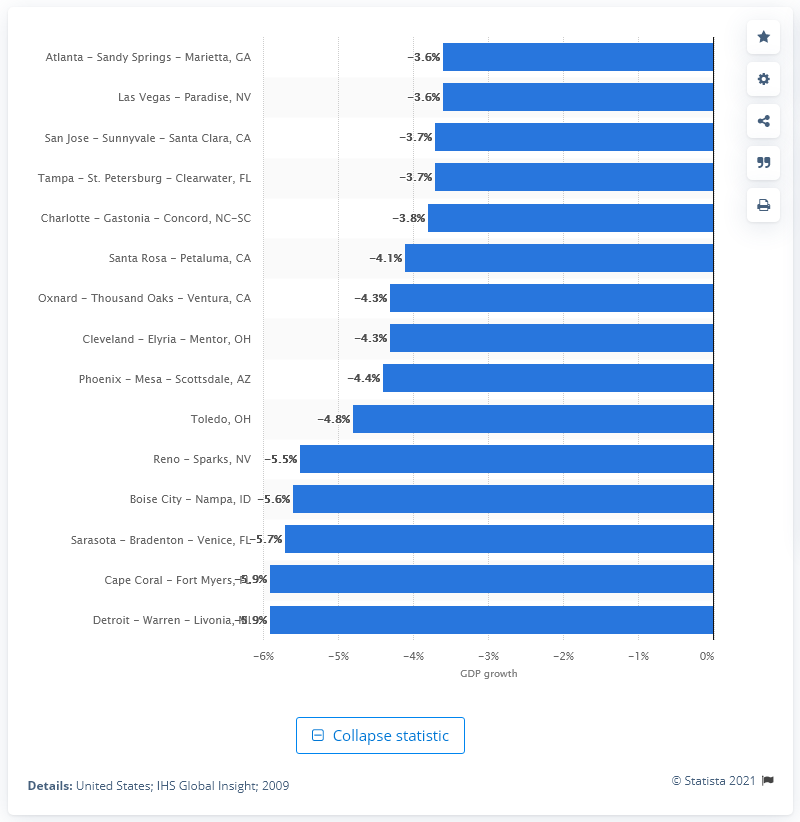 Atlanta - Sandy Springs - Marietta, GA -3.6%
Las Vegas - Paradise, NV -3.6%
San Jose - Sunnyvale - Santa Clara, CA -3.7%
Tampa - St. Petersburg - Clearwater, FL -3.7%
Charlotte - Gastonia - Concord, NC-SC -3.8%
Santa Rosa - Petaluma, CA -4.1%
Oxnard - Thousand Oaks - Ventura, CA -4.3%
Cleveland - Elyria - Mentor, OH -4.3%
Phoenix - Mesa - Scottsdale, AZ -4.4%
Toledo, OH -4.8%
Reno - Sparks, NV -5.5%
Boise City - Nampa, ID -5.6%
Sarasota - Bradenton - Venice, FL -5.7%
Cape Coral - Fort Myers, FL -5.9%
Detroit - Warren - Livonia, MI -5.9%
-6% -5% -4% -3% -2% -1% 0%
GDP growth
Collapse statistic
Details: United States; IHS Global Insight; 2009
© Statista 2021